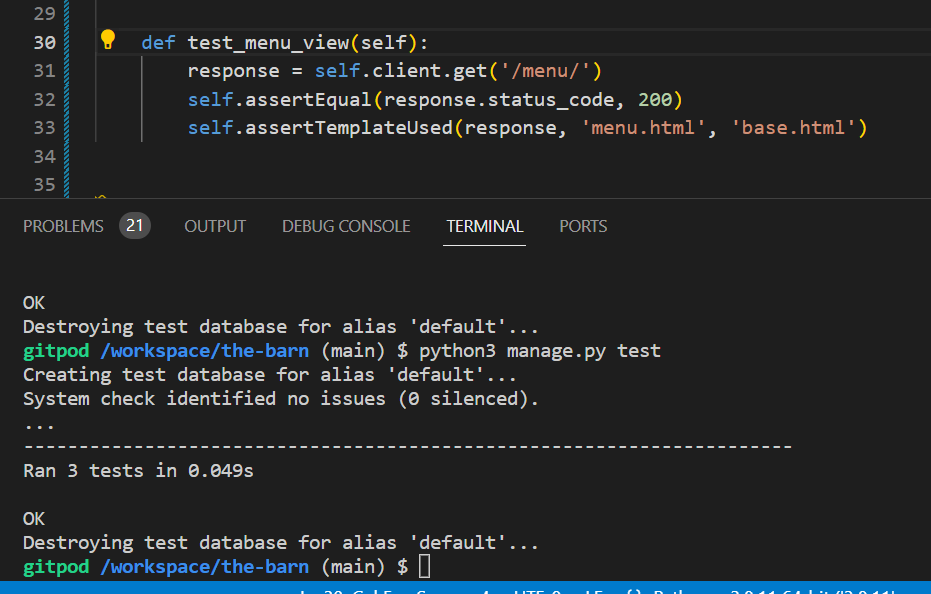 29
30 def test_menu_view(self):
31 response = self.client.get('/menu/')
32 self.assertEqual(response.status_code, 200)
33 self.assertTemplateUsed(response, 'menu.html', 'base.html')
34
35
PROBLEMS 21 OUTPUT DEBUG CONSOLE TERMINAL PORTS
OK
Destroying test database for alias 'default'...
gitpod /workspace/the-barn (main) $ python3 manage.py test
Creating test database for alias 'default'...
System check identified no issues (0 silenced).
...
----------------------------------------------------------------------
Ran 3 tests in 0.049s
OK
Destroying test database for alias 'default'...
gitpod /workspace/the-barn (main) $